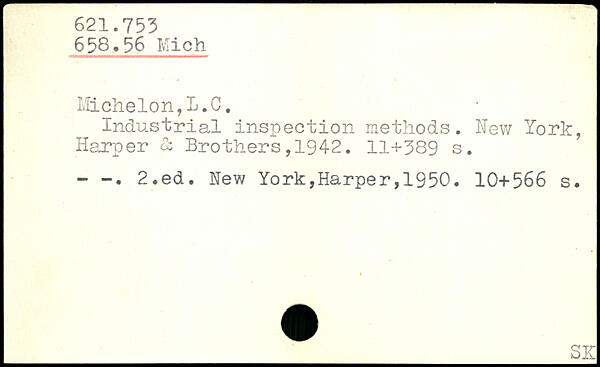 621.753
658.56 Mich
Michelon,L.C.
Industrial inspection methods. New York,
Harper & Brothers,1942. 11+389 s.
- -. 2.ed. New York,Harper,1950. 10+566 s.
SK